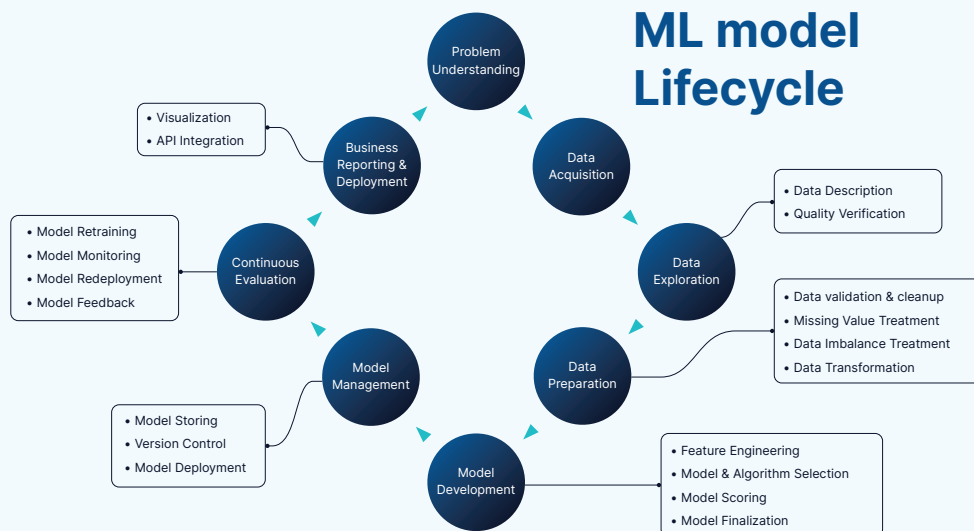 ML model
Lifecycle
Problem
Understanding
Data
Acquisition
Data
Exploration
• Data Description
• Quality Verification
Data
Preparation
• Data validation & cleanup
• Missing Value Treatment
• Data Imbalance Treatment
• Data Transformation
Model
Development
• Feature Engineering
• Model & Algorithm Selection
• Model Scoring
• Model Finalization
Model
Management
• Model Storing
• Version Control
• Model Deployment
Continuous
Evaluation
• Model Retraining
• Model Monitoring
• Model Redeployment
• Model Feedback
Business
Reporting &
Deployment
• Visualization
• API Integration